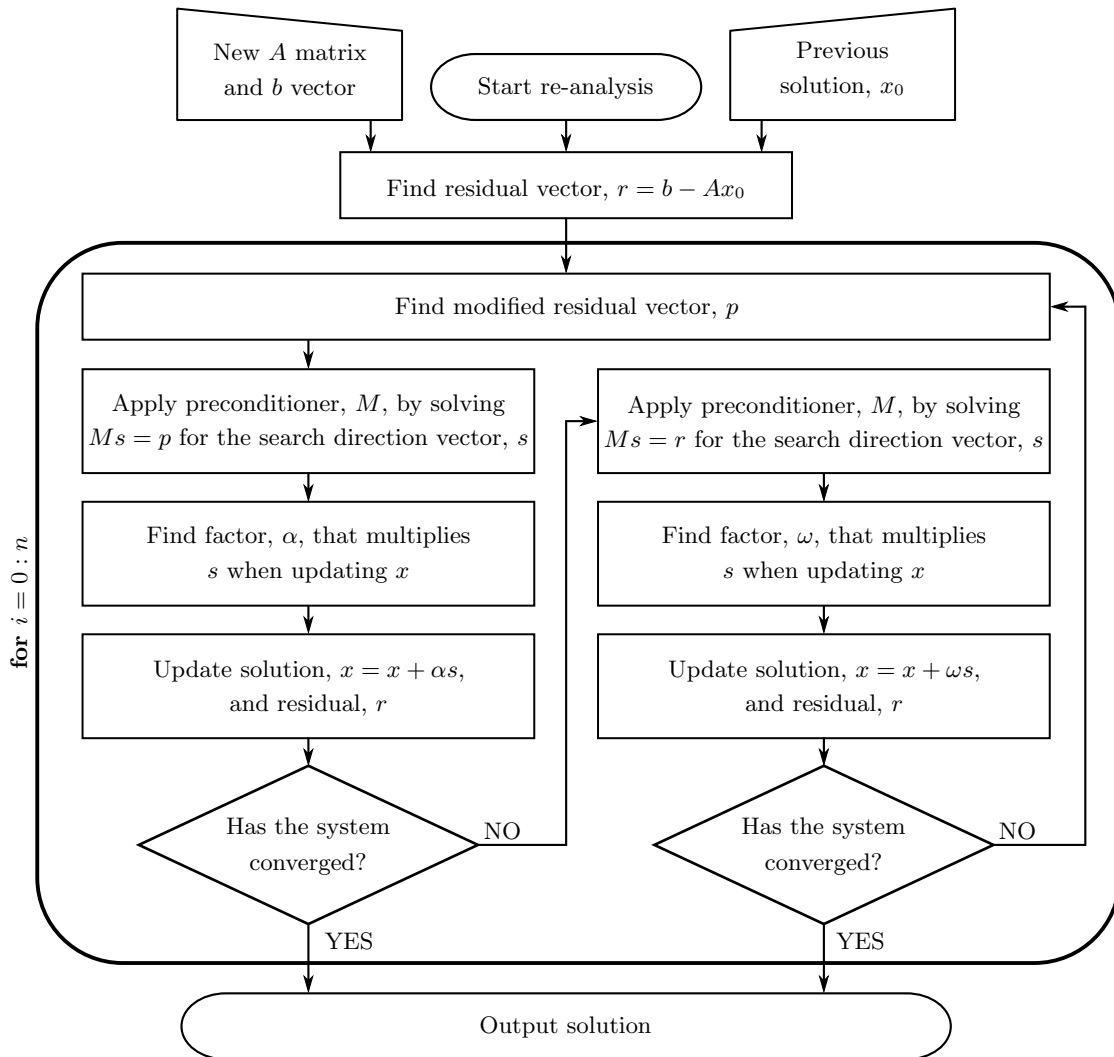 New A matrix
and b vector
Start re-analysis
Previous
solution, x₀
Find residual vector, r = b − Ax₀
for i = 0 : n
Find modified residual vector, p
Apply preconditioner, M, by solving
Ms = p for the search direction vector, s
Find factor, α, that multiplies
s when updating x
Update solution, x = x + αs,
and residual, r
Has the system
converged?
NO
YES
Apply preconditioner, M, by solving
Ms = r for the search direction vector, s
Find factor, ω, that multiplies
s when updating x
Update solution, x = x + ωs,
and residual, r
Has the system
converged?
NO
YES
Output solution